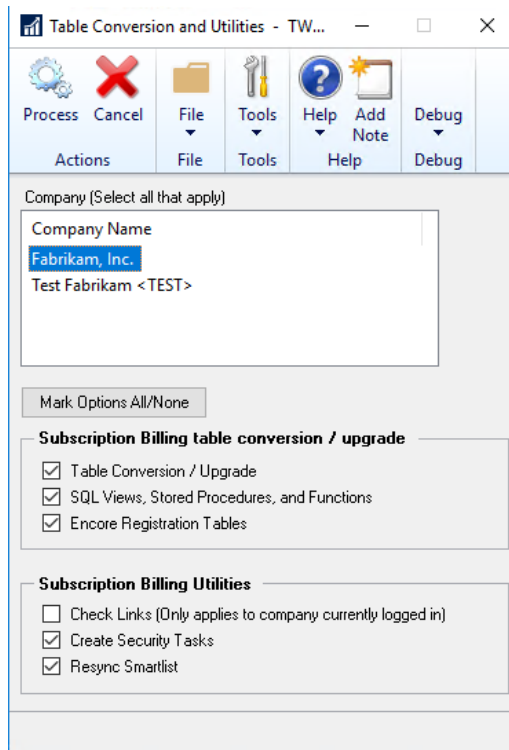 Table Conversion and Utilities - TW...
Process Cancel File Tools Help Add Note Debug
Actions File Tools Help Debug
Company (Select all that apply)
Company Name
Fabrikam, Inc.
Test Fabrikam <TEST>
Mark Options All/None
Subscription Billing table conversion / upgrade
Table Conversion / Upgrade
SQL Views, Stored Procedures, and Functions
Encore Registration Tables
Subscription Billing Utilities
Check Links (Only applies to company currently logged in)
Create Security Tasks
Resync Smartlist